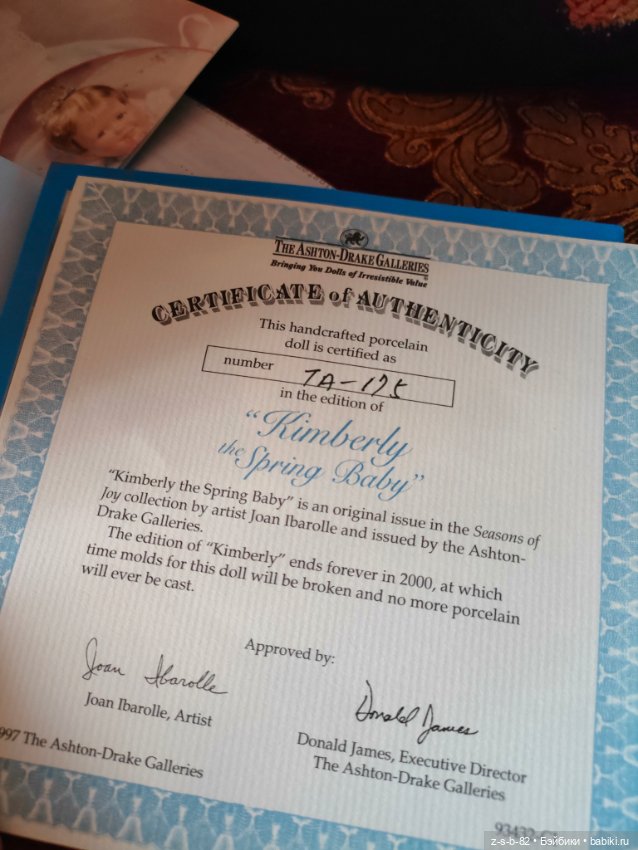 THE ASHTON-DRAKE GALLERIES
Bringing You Dolls of Irresistible Value
CERTIFICATE of AUTHENTICITY
This handcrafted porcelain
doll is certified as
number
in the edition of
“Kimberly
the Spring Baby”
“Kimberly the Spring Baby” is an original issue in the Seasons of
Joy collection by artist Joan Ibarolle and issued by the Ashton-
Drake Galleries.
The edition of “Kimberly” ends forever in 2000, at which
time molds for this doll will be broken and no more porcelain
will ever be cast.
Approved by:
Joan Ibarolle
Donald James
Joan Ibarolle, Artist
Donald James, Executive Director
The Ashton-Drake Galleries
997 The Ashton-Drake Galleries
z-s-b-82 • Бэйбики • babiki.ru